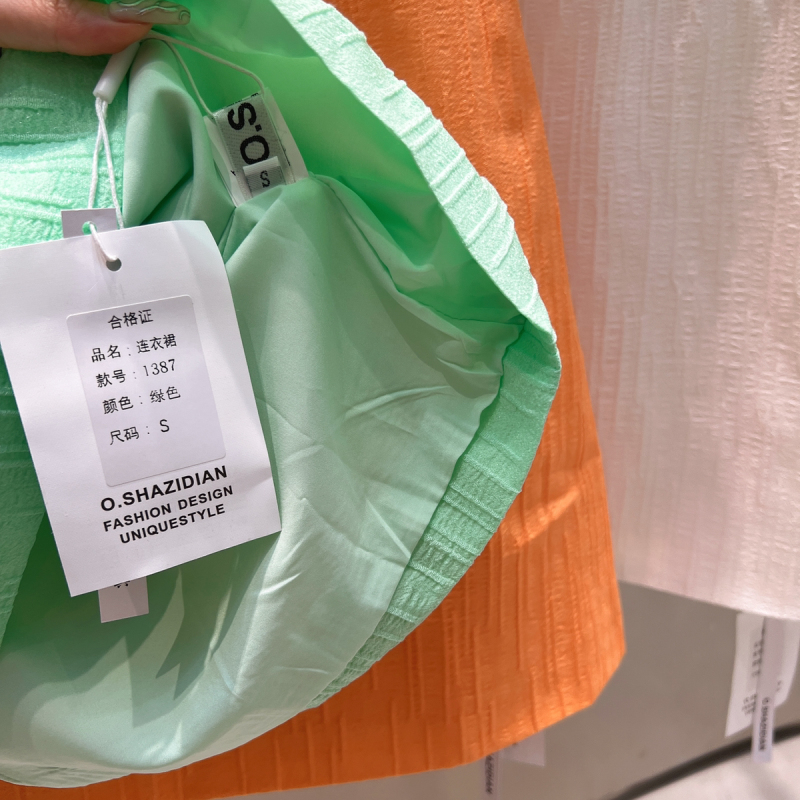 O.S
S
合格证
品名：连衣裙
款号：1387
颜色：绿色
尺码：S
O.SHAZIDIAN
FASHION DESIGN
UNIQUESTYLE
O.SHAZIDIAN